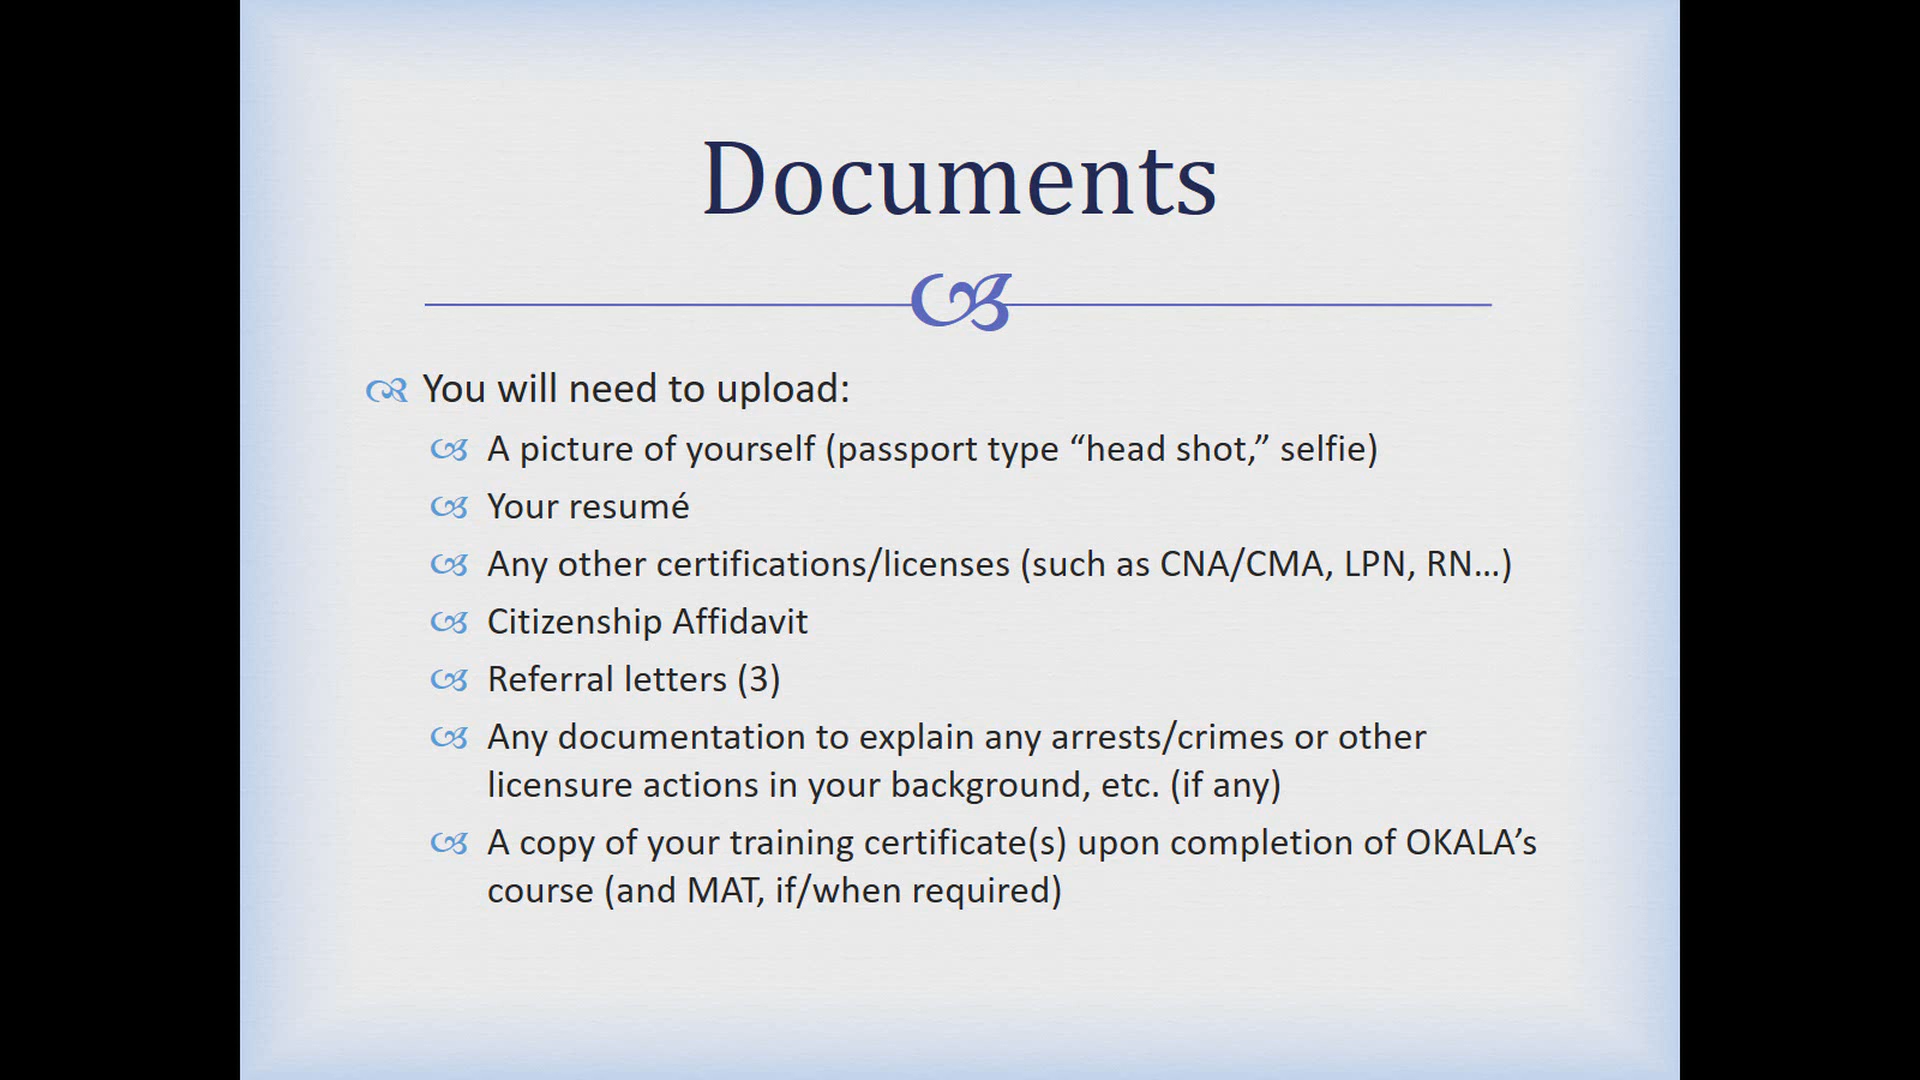 Documents
You will need to upload:
A picture of yourself (passport type “head shot,” selfie)
Your resumé
Any other certifications/licenses (such as CNA/CMA, LPN, RN…)
Citizenship Affidavit
Referral letters (3)
Any documentation to explain any arrests/crimes or other
licensure actions in your background, etc. (if any)
A copy of your training certificate(s) upon completion of OKALA’s
course (and MAT, if/when required)